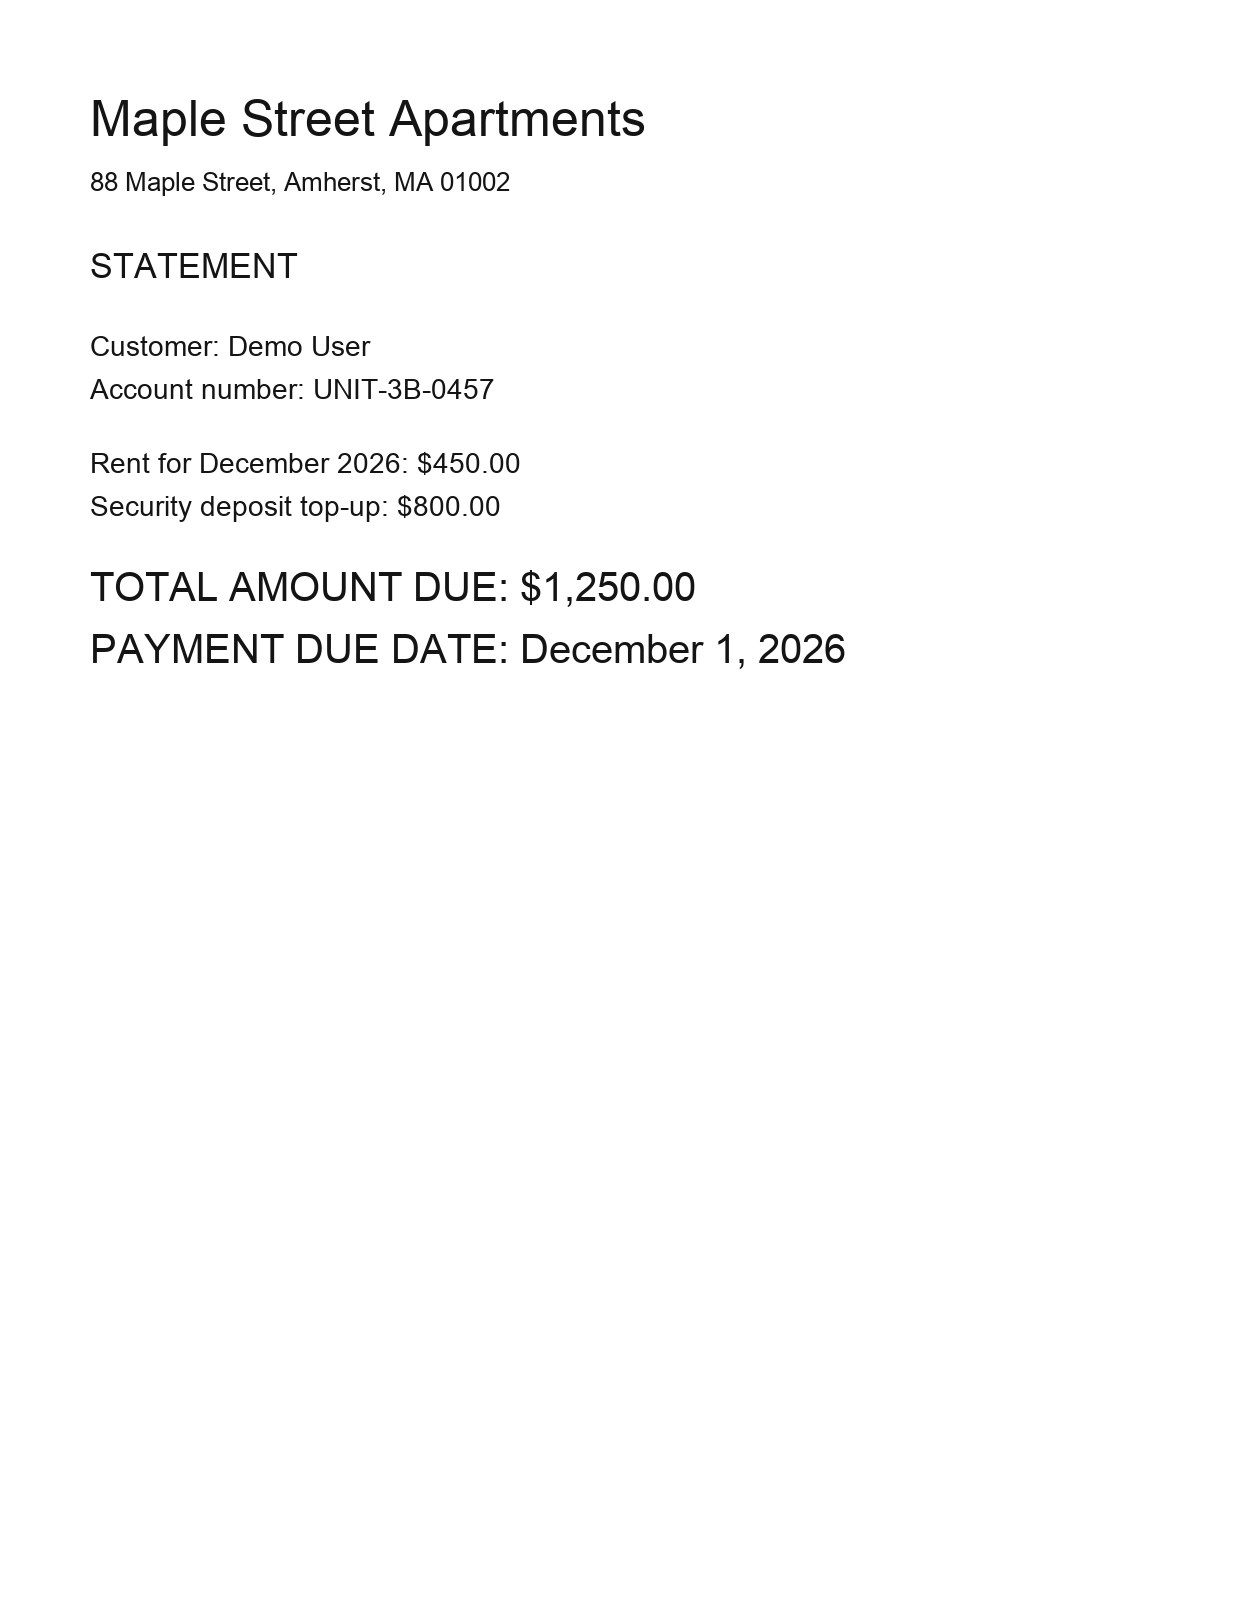 Maple Street Apartments
88 Maple Street, Amherst, MA 01002
STATEMENT
Customer: Demo User
Account number: UNIT-3B-0457
Rent for December 2026: $450.00
Security deposit top-up: $800.00
TOTAL AMOUNT DUE: $1,250.00
PAYMENT DUE DATE: December 1, 2026